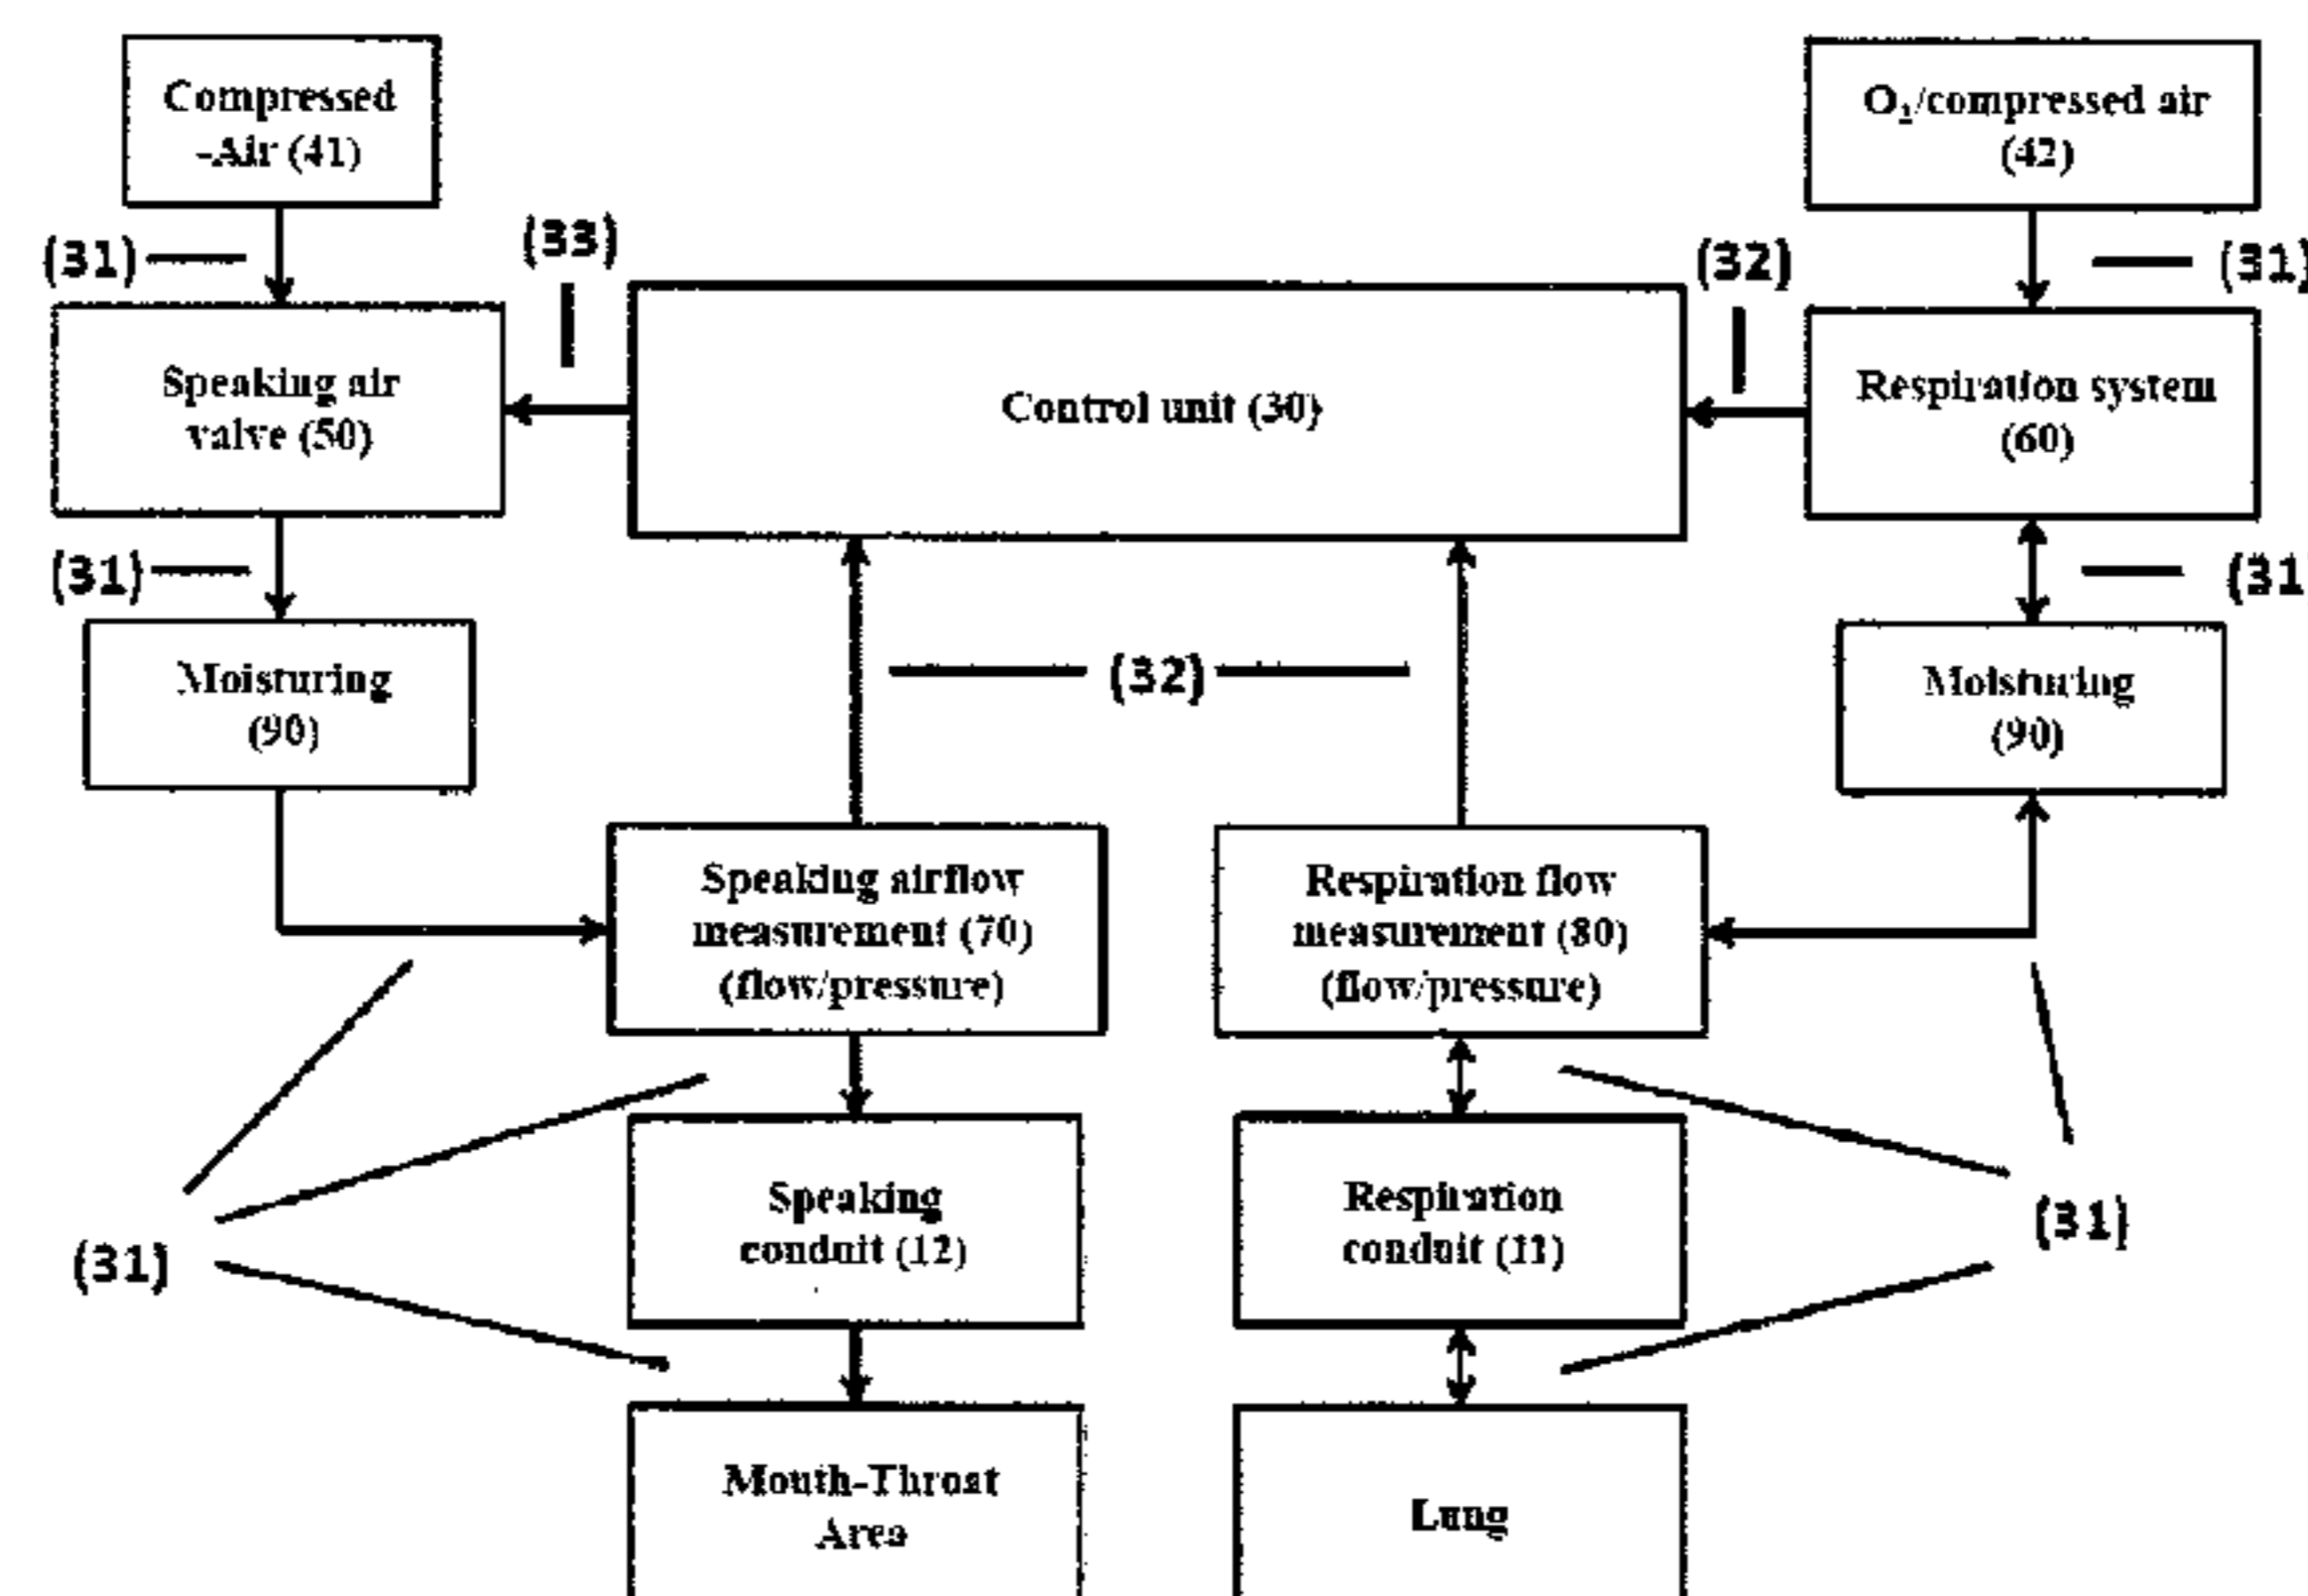 Compressed
-Air (41)
O2/compressed air
(42)
(31)
(33)
(32)
(31)
Speaking air
valve (50)
Control unit (30)
Respiration system
(60)
(31)
(31
Moisturing
(90)
(32)
Moisturing
(90)
Speaking airflow
measurement (70)
(flow/pressure)
Respiration flow
measurement (80)
(flow/pressure)
Speaking
conduit (12)
Respiration
conduit (11)
(31)
(31)
Mouth-Throat
Area
Lung